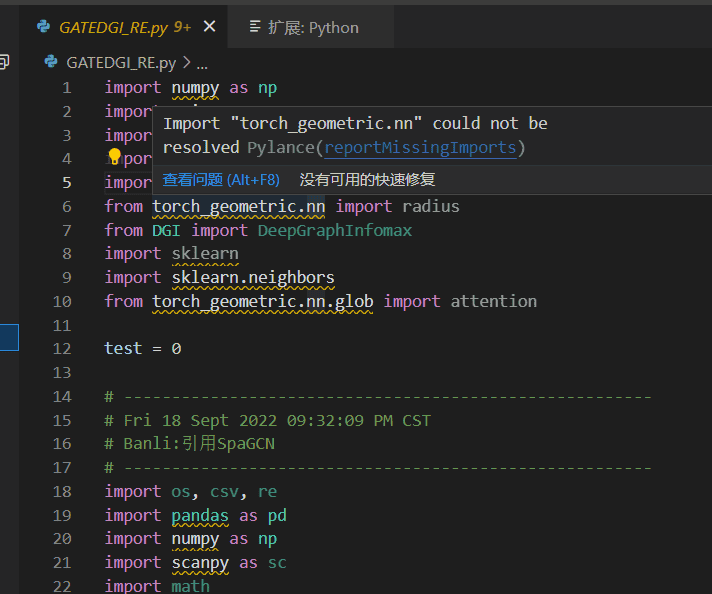 GATEDGI_RE.py 9+ 扩展: Python
GATEDGI_RE.py > ...
1 import numpy as np
2 impor
Import "torch_geometric.nn" could not be
3 impor
resolved Pylance(reportMissingImports)
4 impor
查看问题 (Alt+F8) 没有可用的快速修复
5 impor
6 from torch_geometric.nn import radius
7 from DGI import DeepGraphInfomax
8 import sklearn
9 import sklearn.neighbors
10 from torch_geometric.nn.glob import attention
11
12 test = 0
13
14 # -------------------------------------------------------
15 # Fri 18 Sept 2022 09:32:09 PM CST
16 # Banli:引用SpaGCN
17 # -------------------------------------------------------
18 import os, csv, re
19 import pandas as pd
20 import numpy as np
21 import scanpy as sc
22 import math